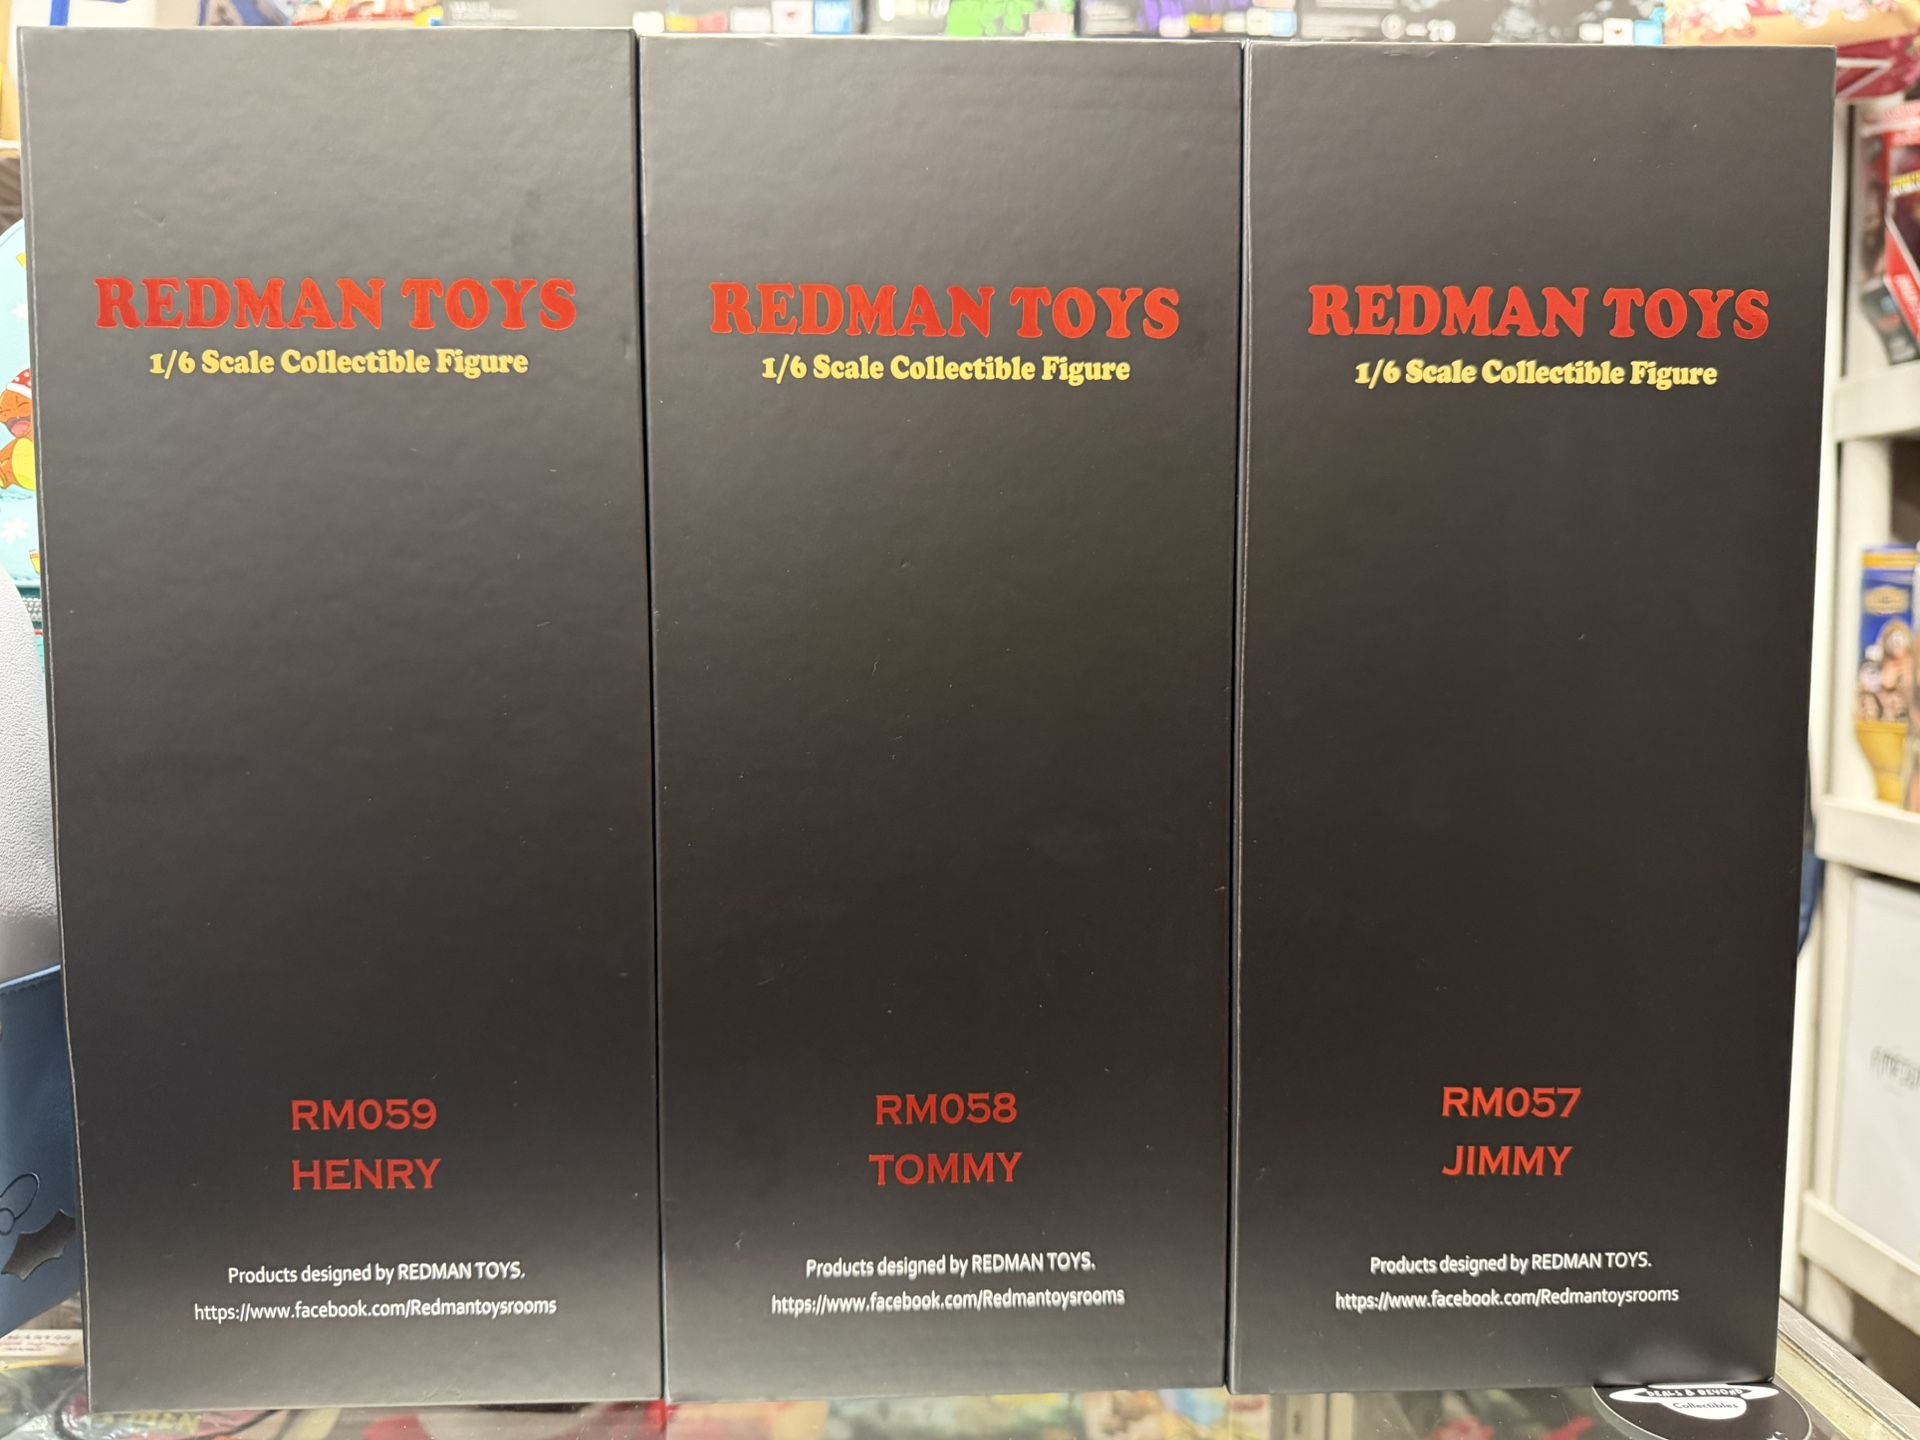 REDMAN TOYS
1/6 Scale Collectible Figure
RM059
HENRY
Products designed by REDMAN TOYS.
https://www.facebook.com/Redmantoysrooms
REDMAN TOYS
1/6 Scale Collectible Figure
RM058
TOMMY
Products designed by REDMAN TOYS.
https://www.facebook.com/Redmantoysrooms
REDMAN TOYS
1/6 Scale Collectible Figure
RM057
JIMMY
Products designed by REDMAN TOYS.
https://www.facebook.com/Redmantoysrooms
DEALS & BEYOND
Collectibles